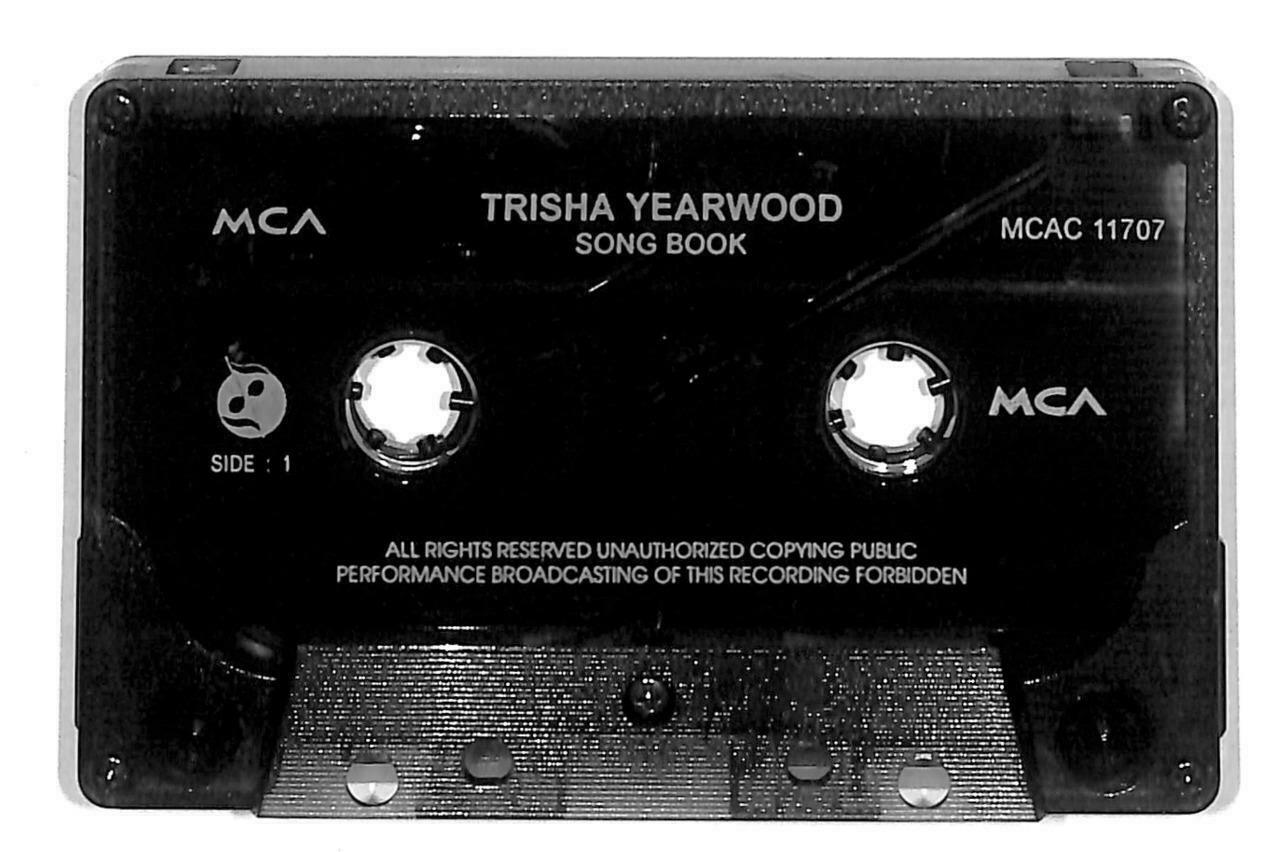 MCA
TRISHA YEARWOOD
SONG BOOK
MCAC 11707
MCA
SIDE : 1
ALL RIGHTS RESERVED UNAUTHORIZED COPYING PUBLIC
PERFORMANCE BROADCASTING OF THIS RECORDING FORBIDDEN